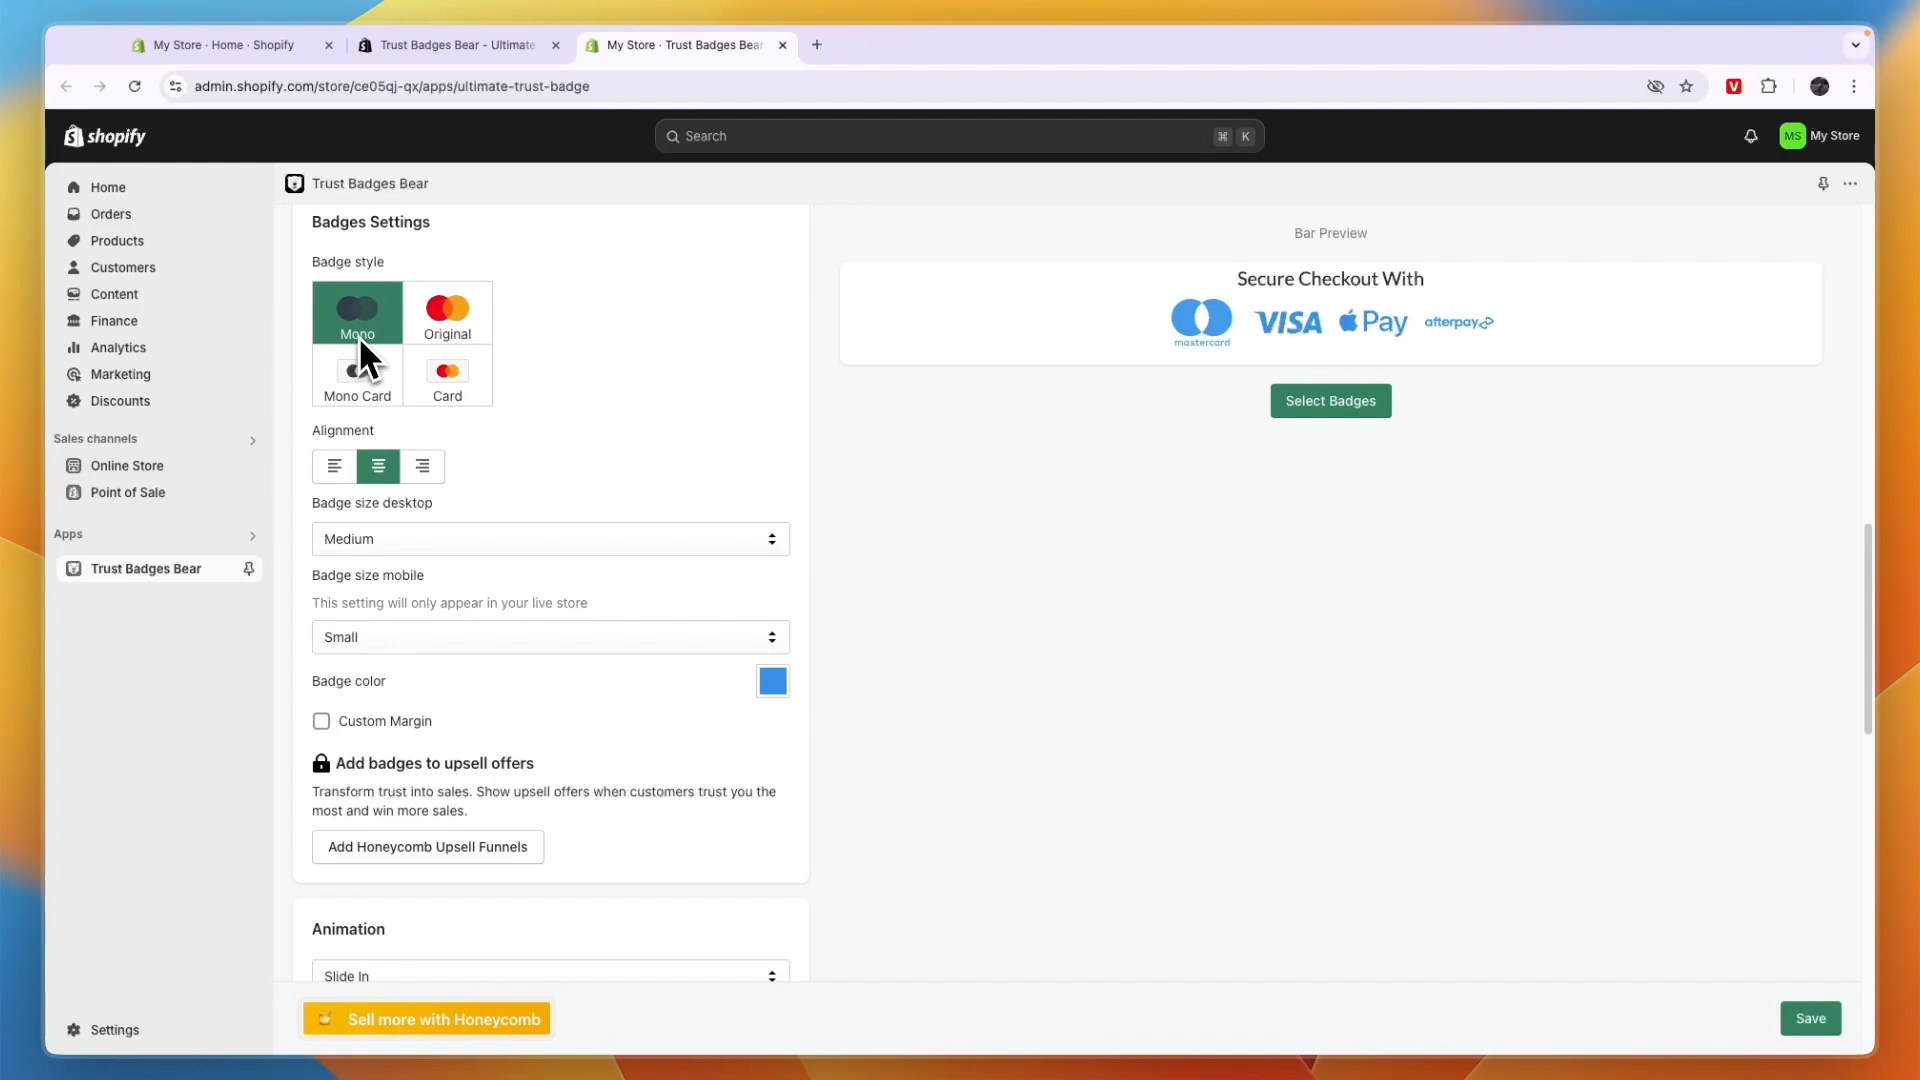 My Store · Home · Shopify
Trust Badges Bear - Ultimate
My Store · Trust Badges Bear
admin.shopify.com/store/ce05qj-qx/apps/ultimate-trust-badge
shopify
Search
⌘ K
MS My Store
Home
Orders
Products
Customers
Content
Finance
Analytics
Marketing
Discounts
Sales channels
Online Store
Point of Sale
Apps
Trust Badges Bear
Settings
Trust Badges Bear
Badges Settings
Badge style
Mono
Original
Mono Card
Card
Alignment
Badge size desktop
Medium
Badge size mobile
This setting will only appear in your live store
Small
Badge color
Custom Margin
Add badges to upsell offers
Transform trust into sales. Show upsell offers when customers trust you the
most and win more sales.
Add Honeycomb Upsell Funnels
Animation
Slide In
Sell more with Honeycomb
Bar Preview
Secure Checkout With
mastercard
VISA
Pay
afterpay
Select Badges
Save